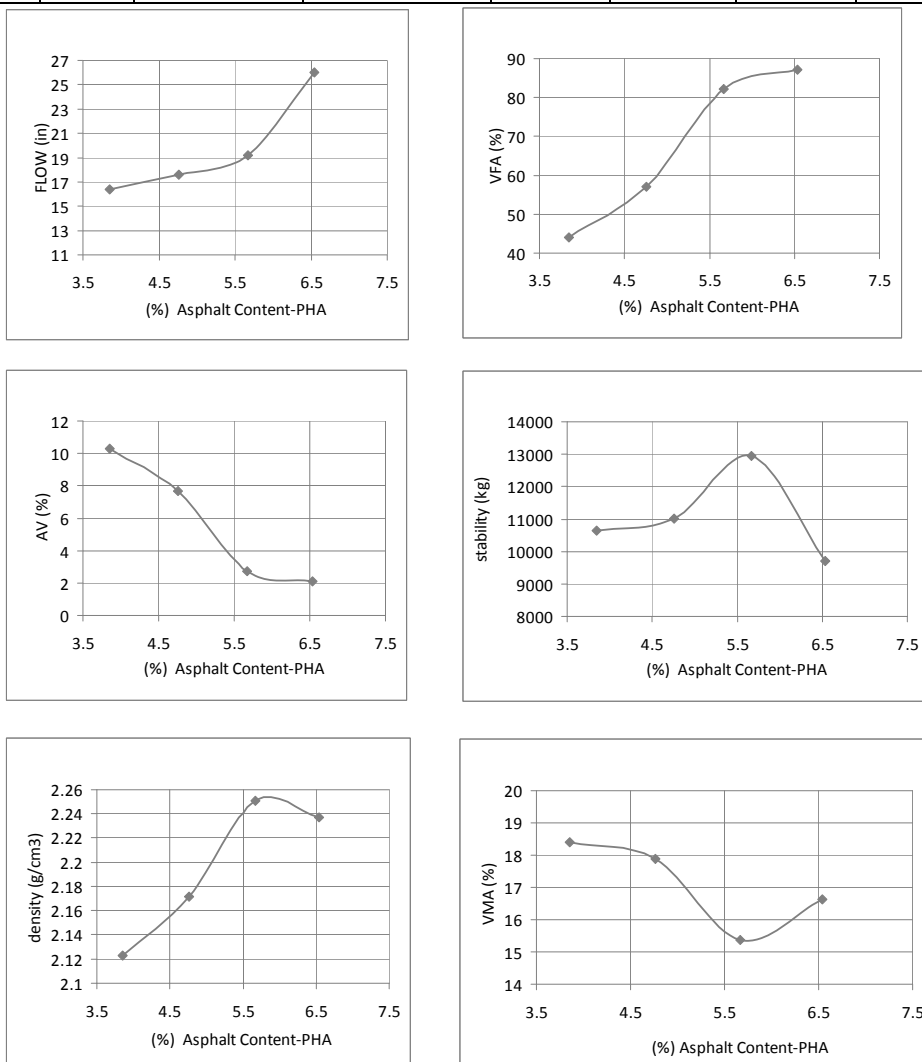 27
25
23
21
19
17
15
13
11
FLOW (in)
3.5 4.5 5.5 6.5 7.5
(%) Asphalt Content-PHA
90
80
70
60
50
40
VFA (%)
3.5 4.5 5.5 6.5 7.5
(%) Asphalt Content-PHA
12
10
8
6
4
2
0
AV (%)
3.5 4.5 5.5 6.5 7.5
(%) Asphalt Content-PHA
14000
13000
12000
11000
10000
9000
8000
stability (kg)
3.5 4.5 5.5 6.5 7.5
(%) Asphalt Content-PHA
2.26
2.24
2.22
2.2
2.18
2.16
2.14
2.12
2.1
density (g/cm3)
3.5 4.5 5.5 6.5 7.5
(%) Asphalt Content-PHA
20
19
18
17
16
15
14
VMA (%)
3.5 4.5 5.5 6.5 7.5
(%) Asphalt Content-PHA